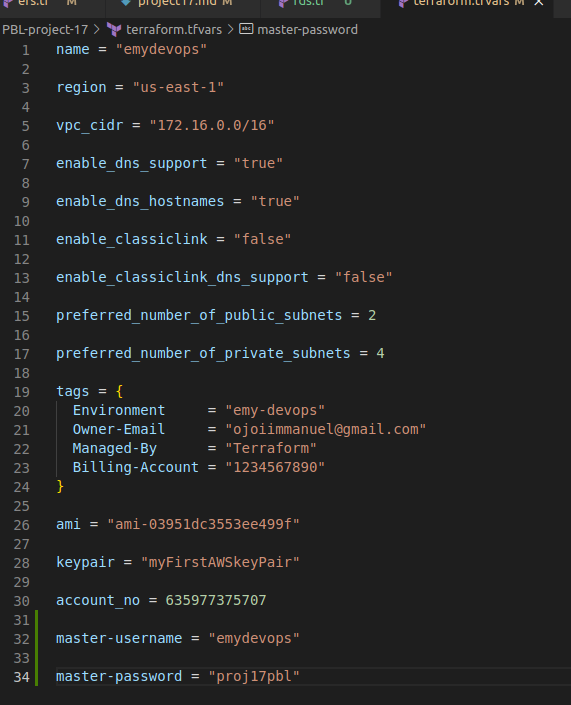 efs.tf M project17.md M rds.tf U terraform.tfvars M
PBL-project-17 > terraform.tfvars > abc master-password
1 name = "emydevops"
2
3 region = "us-east-1"
4
5 vpc_cidr = "172.16.0.0/16"
6
7 enable_dns_support = "true"
8
9 enable_dns_hostnames = "true"
10
11 enable_classiclink = "false"
12
13 enable_classiclink_dns_support = "false"
14
15 preferred_number_of_public_subnets = 2
16
17 preferred_number_of_private_subnets = 4
18
19 tags = {
20 Environment = "emy-devops"
21 Owner-Email = "ojoiimmanuel@gmail.com"
22 Managed-By = "Terraform"
23 Billing-Account = "1234567890"
24 }
25
26 ami = "ami-03951dc3553ee499f"
27
28 keypair = "myFirstAWSkeyPair"
29
30 account_no = 635977375707
31
32 master-username = "emydevops"
33
34 master-password = "proj17pbl"